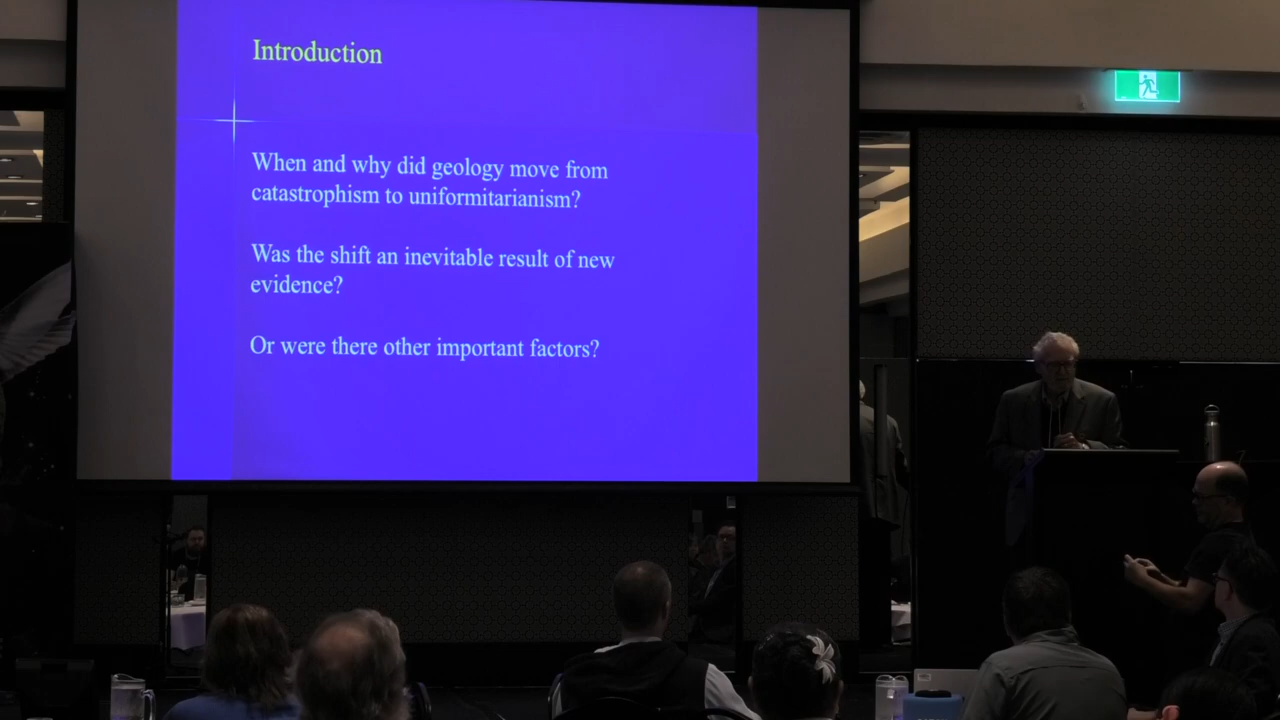 Introduction
When and why did geology move from
catastrophism to uniformitarianism?
Was the shift an inevitable result of new
evidence?
Or were there other important factors?